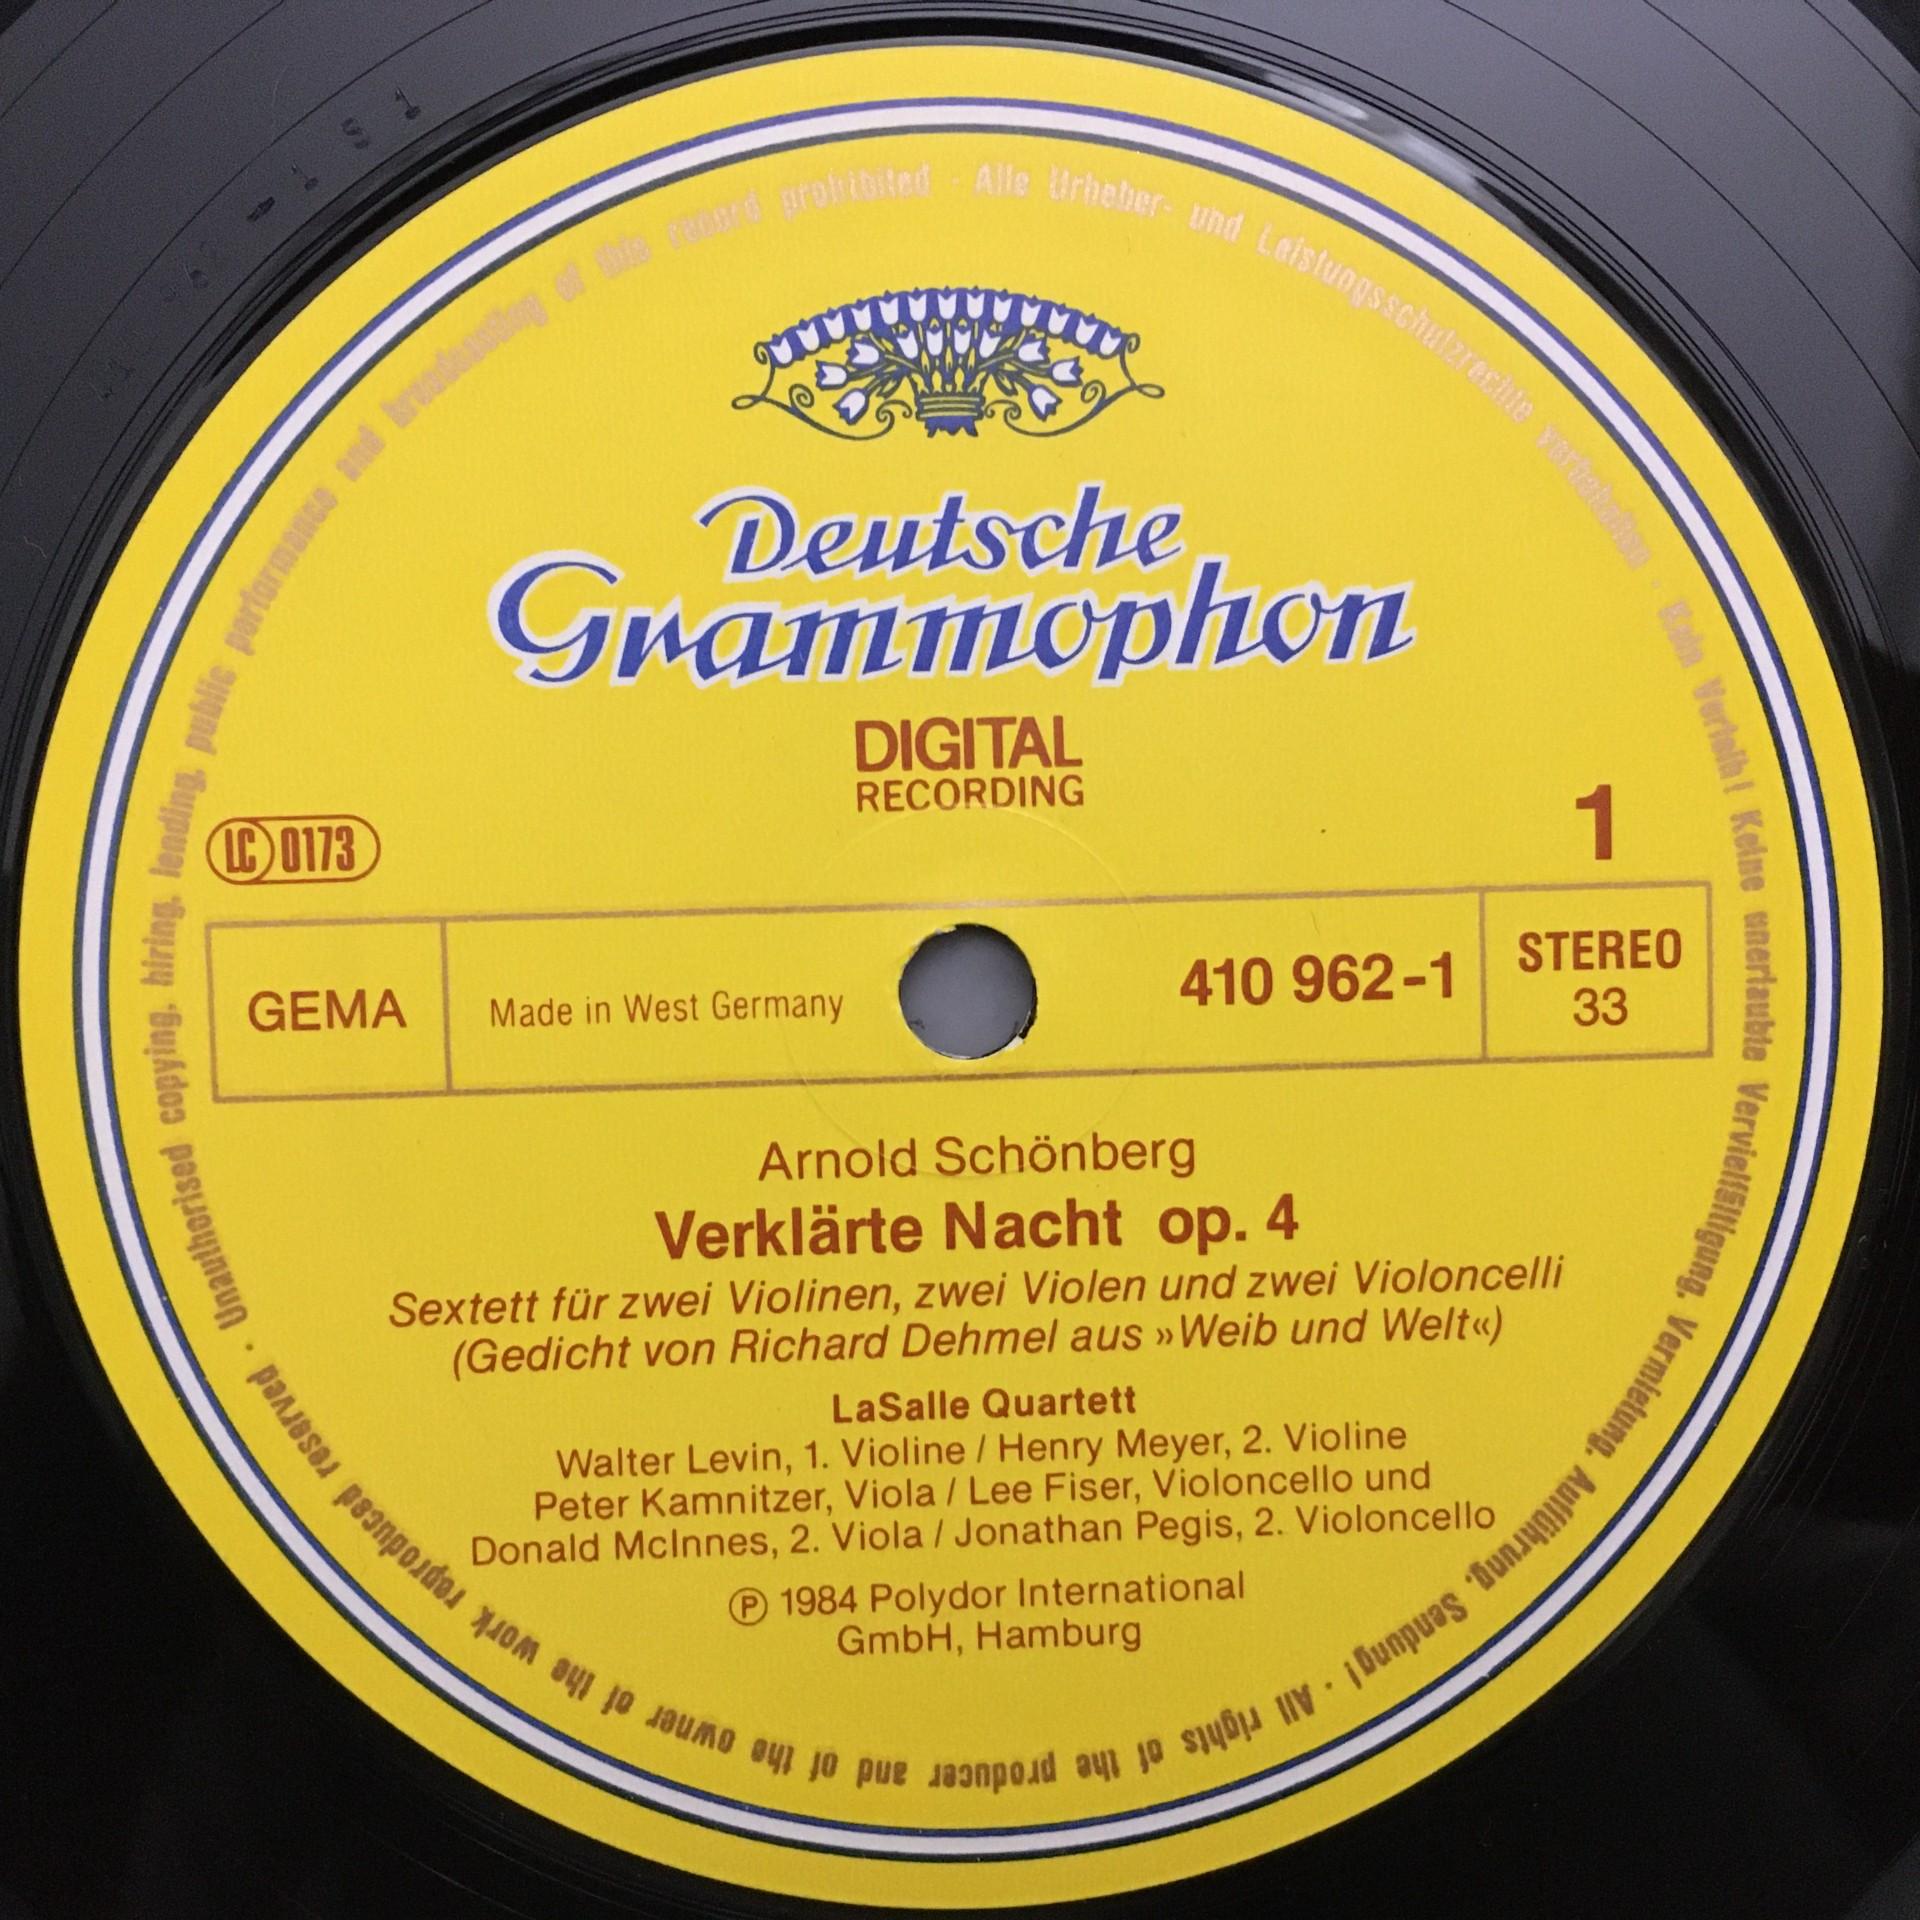 Deutsche
Grammophon
DIGITAL
RECORDING
LC 0173
1
GEMA
Made in West Germany
410 962-1
STEREO
33
Arnold Schönberg
Verklärte Nacht op. 4
Sextett für zwei Violinen, zwei Violen und zwei Violoncelli
(Gedicht von Richard Dehmel aus »Weib und Welt«)
LaSalle Quartett
Walter Levin, 1. Violine / Henry Meyer, 2. Violine
Peter Kamnitzer, Viola / Lee Fiser, Violoncello und
Donald McInnes, 2. Viola / Jonathan Pegis, 2. Violoncello
Ⓟ 1984 Polydor International
GmbH, Hamburg
Alle Urheber- und Leistungsschutzrechte vorbehalten · Kein Verleih! Keine unerlaubte Vervielfältigung, Vermietung, Aufführung, Sendung! · All rights of the producer and of the owner of the work reproduced reserved · Unauthorised copying, hiring, lending, public performance and broadcasting of this record prohibited ·